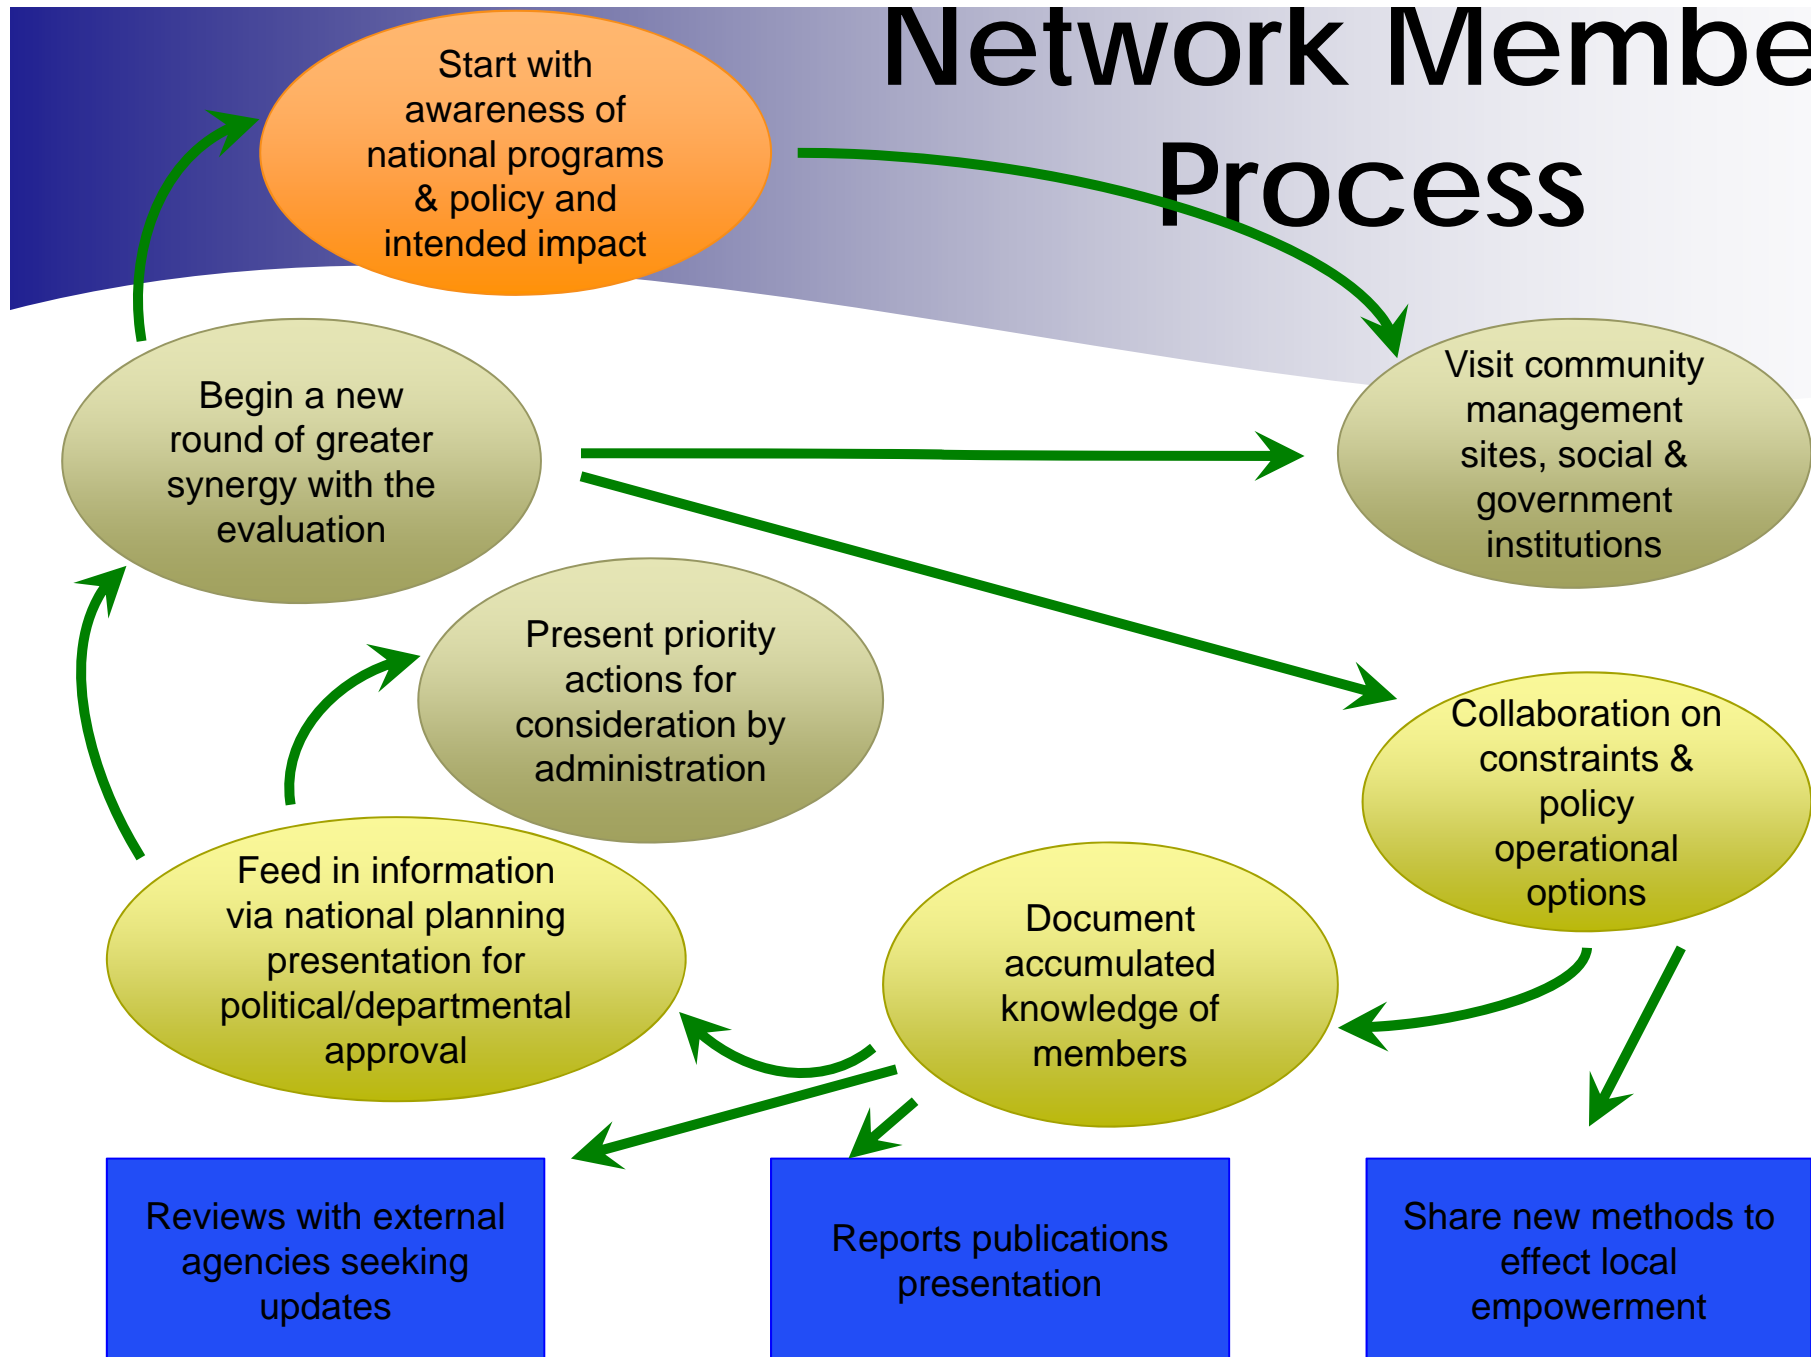 Network Membe
Process
Start with
awareness of
national programs
& policy and
intended impact
Begin a new
round of greater
synergy with the
evaluation
Visit community
management
sites, social &
government
institutions
Present priority
actions for
consideration by
administration
Collaboration on
constraints &
policy
operational
options
Feed in information
via national planning
presentation for
political/departmental
approval
Document
accumulated
knowledge of
members
Reviews with external
agencies seeking
updates
Reports publications
presentation
Share new methods to
effect local
empowerment